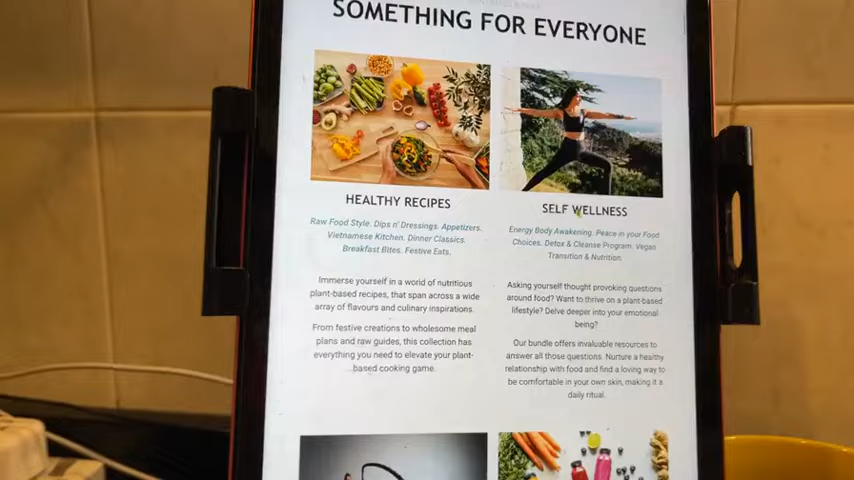 SOMETHING FOR EVERYONE
HEALTHY RECIPES
Raw Food Style. Dips n' Dressings. Appetizers.
Vietnamese Kitchen. Dinner Classics.
Breakfast Bites. Festive Eats.
Immerse yourself in a world of nutritious
plant-based recipes, that span across a wide
array of flavours and culinary inspirations.
From festive creations to wholesome meal
plans and raw guides, this collection has
everything you need to elevate your plant-
based cooking game.
SELF WELLNESS
Energy Body Awakening. Peace in your Food
Choices. Detox & Cleanse Program. Vegan
Transition & Nutrition.
Asking yourself thought provoking questions
around food? Want to thrive on a plant-based
lifestyle? Delve deeper into your emotional
being?
Our bundle offers invaluable resources to
answer all those questions. Nurture a healthy
relationship with food and find a loving way to
be comfortable in your own skin, making it a
daily ritual.